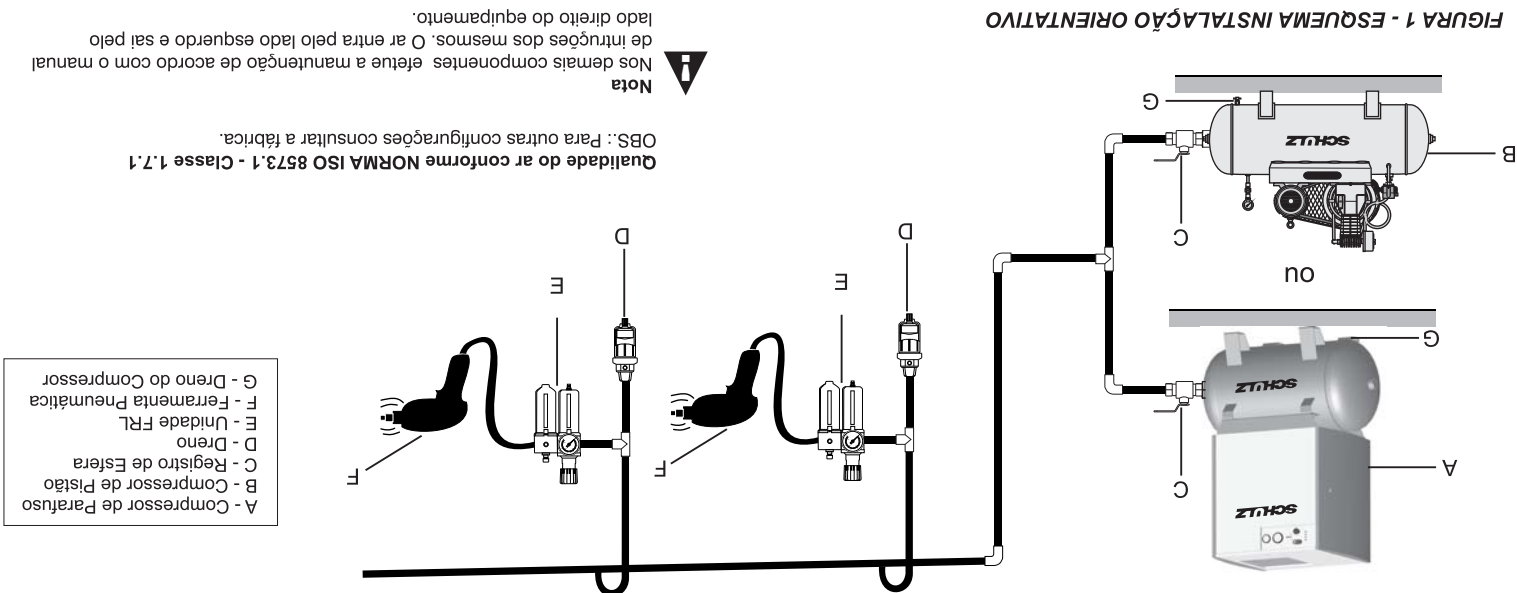 FIGURA 1 - ESQUEMA INSTALAÇÃO ORIENTATIVO
A
SCHULZ
C
G
ou
B
SCHULZ
C
G
F
E
D
F
E
D
A - Compressor de Parafuso
B - Compressor de Pistão
C - Registro de Esfera
D - Dreno
E - Unidade FRL
F - Ferramenta Pneumática
G - Dreno do Compressor
Qualidade do ar conforme NORMA ISO 8573.1 - Classe 1.7.1
OBS.: Para outras configurações consultar a fábrica.
Nota
Nos demais componentes efetue a manutenção de acordo com o manual
de intruções dos mesmos. O ar entra pelo lado esquerdo e sai pelo
lado direito do equipamento.
SCHULZ